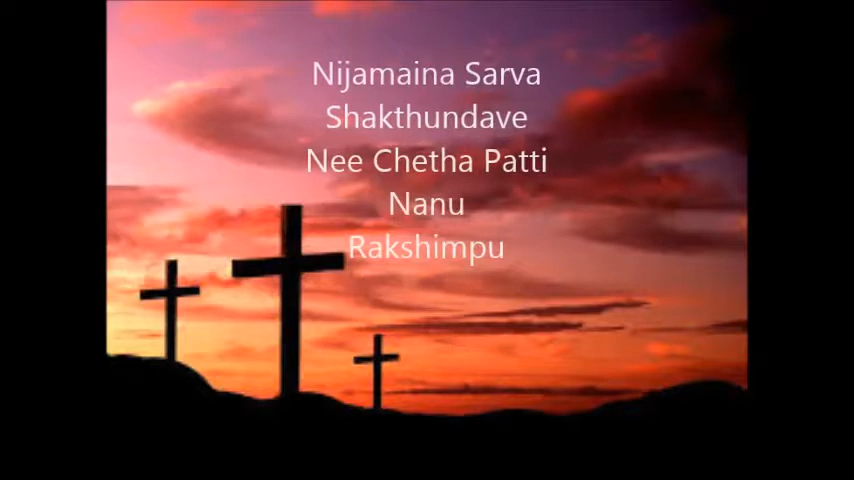 Nijamaina Sarva
Shakthundave
Nee Chetha Patti
Nanu
Rakshimpu